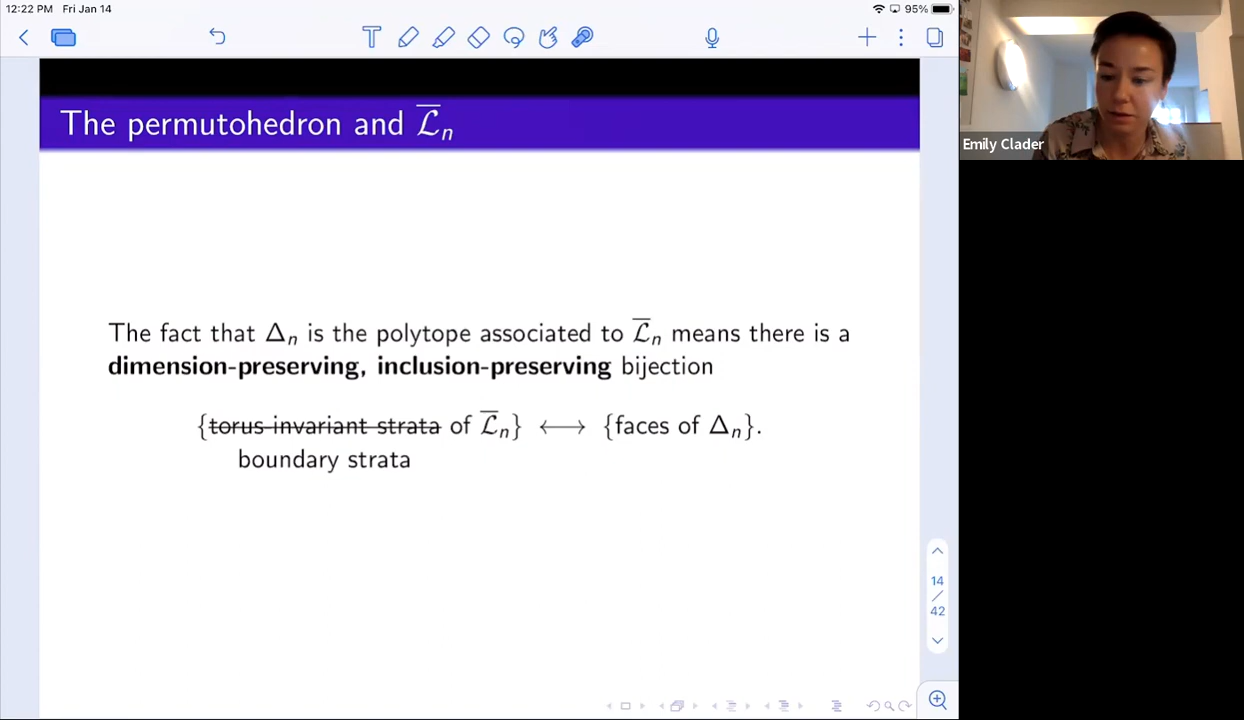 12:22 PM Fri Jan 14
95%
The permutohedron and $\overline{\mathcal{L}}_n$
Emily Clader
The fact that Δₙ is the polytope associated to $\overline{\mathcal{L}}_n$ means there is a
dimension-preserving, inclusion-preserving bijection
{torus-invariant strata of $\overline{\mathcal{L}}_n$} ⟷ {faces of Δₙ}.
boundary strata
14
/
42